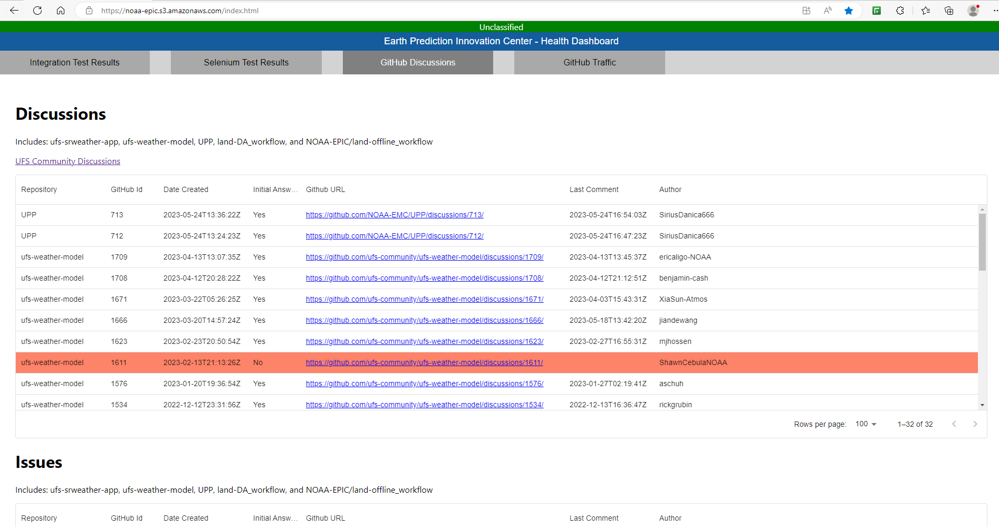 https://noaa-epic.s3.amazonaws.com/index.html
Unclassified
Earth Prediction Innovation Center - Health Dashboard
Integration Test Results Selenium Test Results GitHub Discussions GitHub Traffic
Discussions
Includes: ufs-srweather-app, ufs-weather-model, UPP, land-DA_workflow, and NOAA-EPIC/land-offline_workflow
UFS Community Discussions
Repository GitHub Id Date Created Initial Answ... Github URL Last Comment Author
UPP 713 2023-05-24T13:36:22Z Yes https://github.com/NOAA-EMC/UPP/discussions/713/ 2023-05-24T16:54:03Z SiriusDanica666
UPP 712 2023-05-24T13:24:23Z Yes https://github.com/NOAA-EMC/UPP/discussions/712/ 2023-05-24T16:47:23Z SiriusDanica666
ufs-weather-model 1709 2023-04-13T13:07:35Z Yes https://github.com/ufs-community/ufs-weather-model/discussions/1709/ 2023-04-13T13:45:37Z ericaligo-NOAA
ufs-weather-model 1708 2023-04-12T20:28:22Z Yes https://github.com/ufs-community/ufs-weather-model/discussions/1708/ 2023-04-12T21:12:51Z benjamin-cash
ufs-weather-model 1671 2023-03-22T05:26:25Z Yes https://github.com/ufs-community/ufs-weather-model/discussions/1671/ 2023-04-03T15:43:31Z XiaSun-Atmos
ufs-weather-model 1666 2023-03-20T14:57:24Z Yes https://github.com/ufs-community/ufs-weather-model/discussions/1666/ 2023-05-18T13:42:20Z jiandewang
ufs-weather-model 1623 2023-02-23T20:50:54Z Yes https://github.com/ufs-community/ufs-weather-model/discussions/1623/ 2023-02-27T16:55:31Z mjhossen
ufs-weather-model 1611 2023-02-13T21:13:26Z No https://github.com/ufs-community/ufs-weather-model/discussions/1611/ ShawnCebulaNOAA
ufs-weather-model 1576 2023-01-20T19:36:54Z Yes https://github.com/ufs-community/ufs-weather-model/discussions/1576/ 2023-01-27T02:19:41Z aschuh
ufs-weather-model 1534 2022-12-12T23:31:56Z Yes https://github.com/ufs-community/ufs-weather-model/discussions/1534/ 2022-12-13T16:36:47Z rickgrubin
Rows per page: 100 1–32 of 32
Issues
Includes: ufs-srweather-app, ufs-weather-model, UPP, land-DA_workflow, and NOAA-EPIC/land-offline_workflow
Repository GitHub Id Date Created Initial Answ... Github URL Last Comment Author